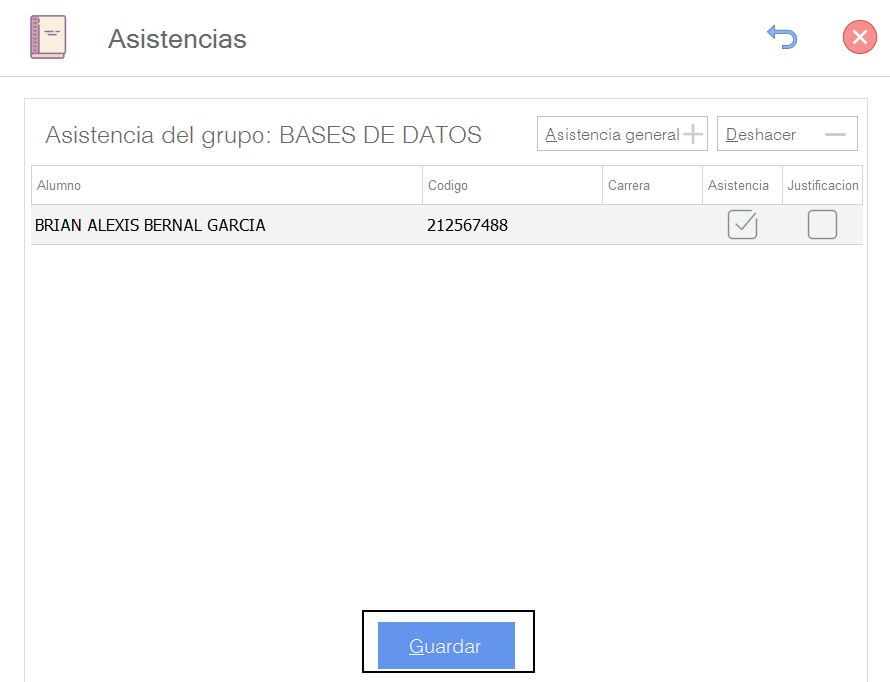 Asistencias
Asistencia del grupo: BASES DE DATOS Asistencia general Deshacer
Alumno Codigo Carrera Asistencia Justificacion
BRIAN ALEXIS BERNAL GARCIA 212567488
Guardar